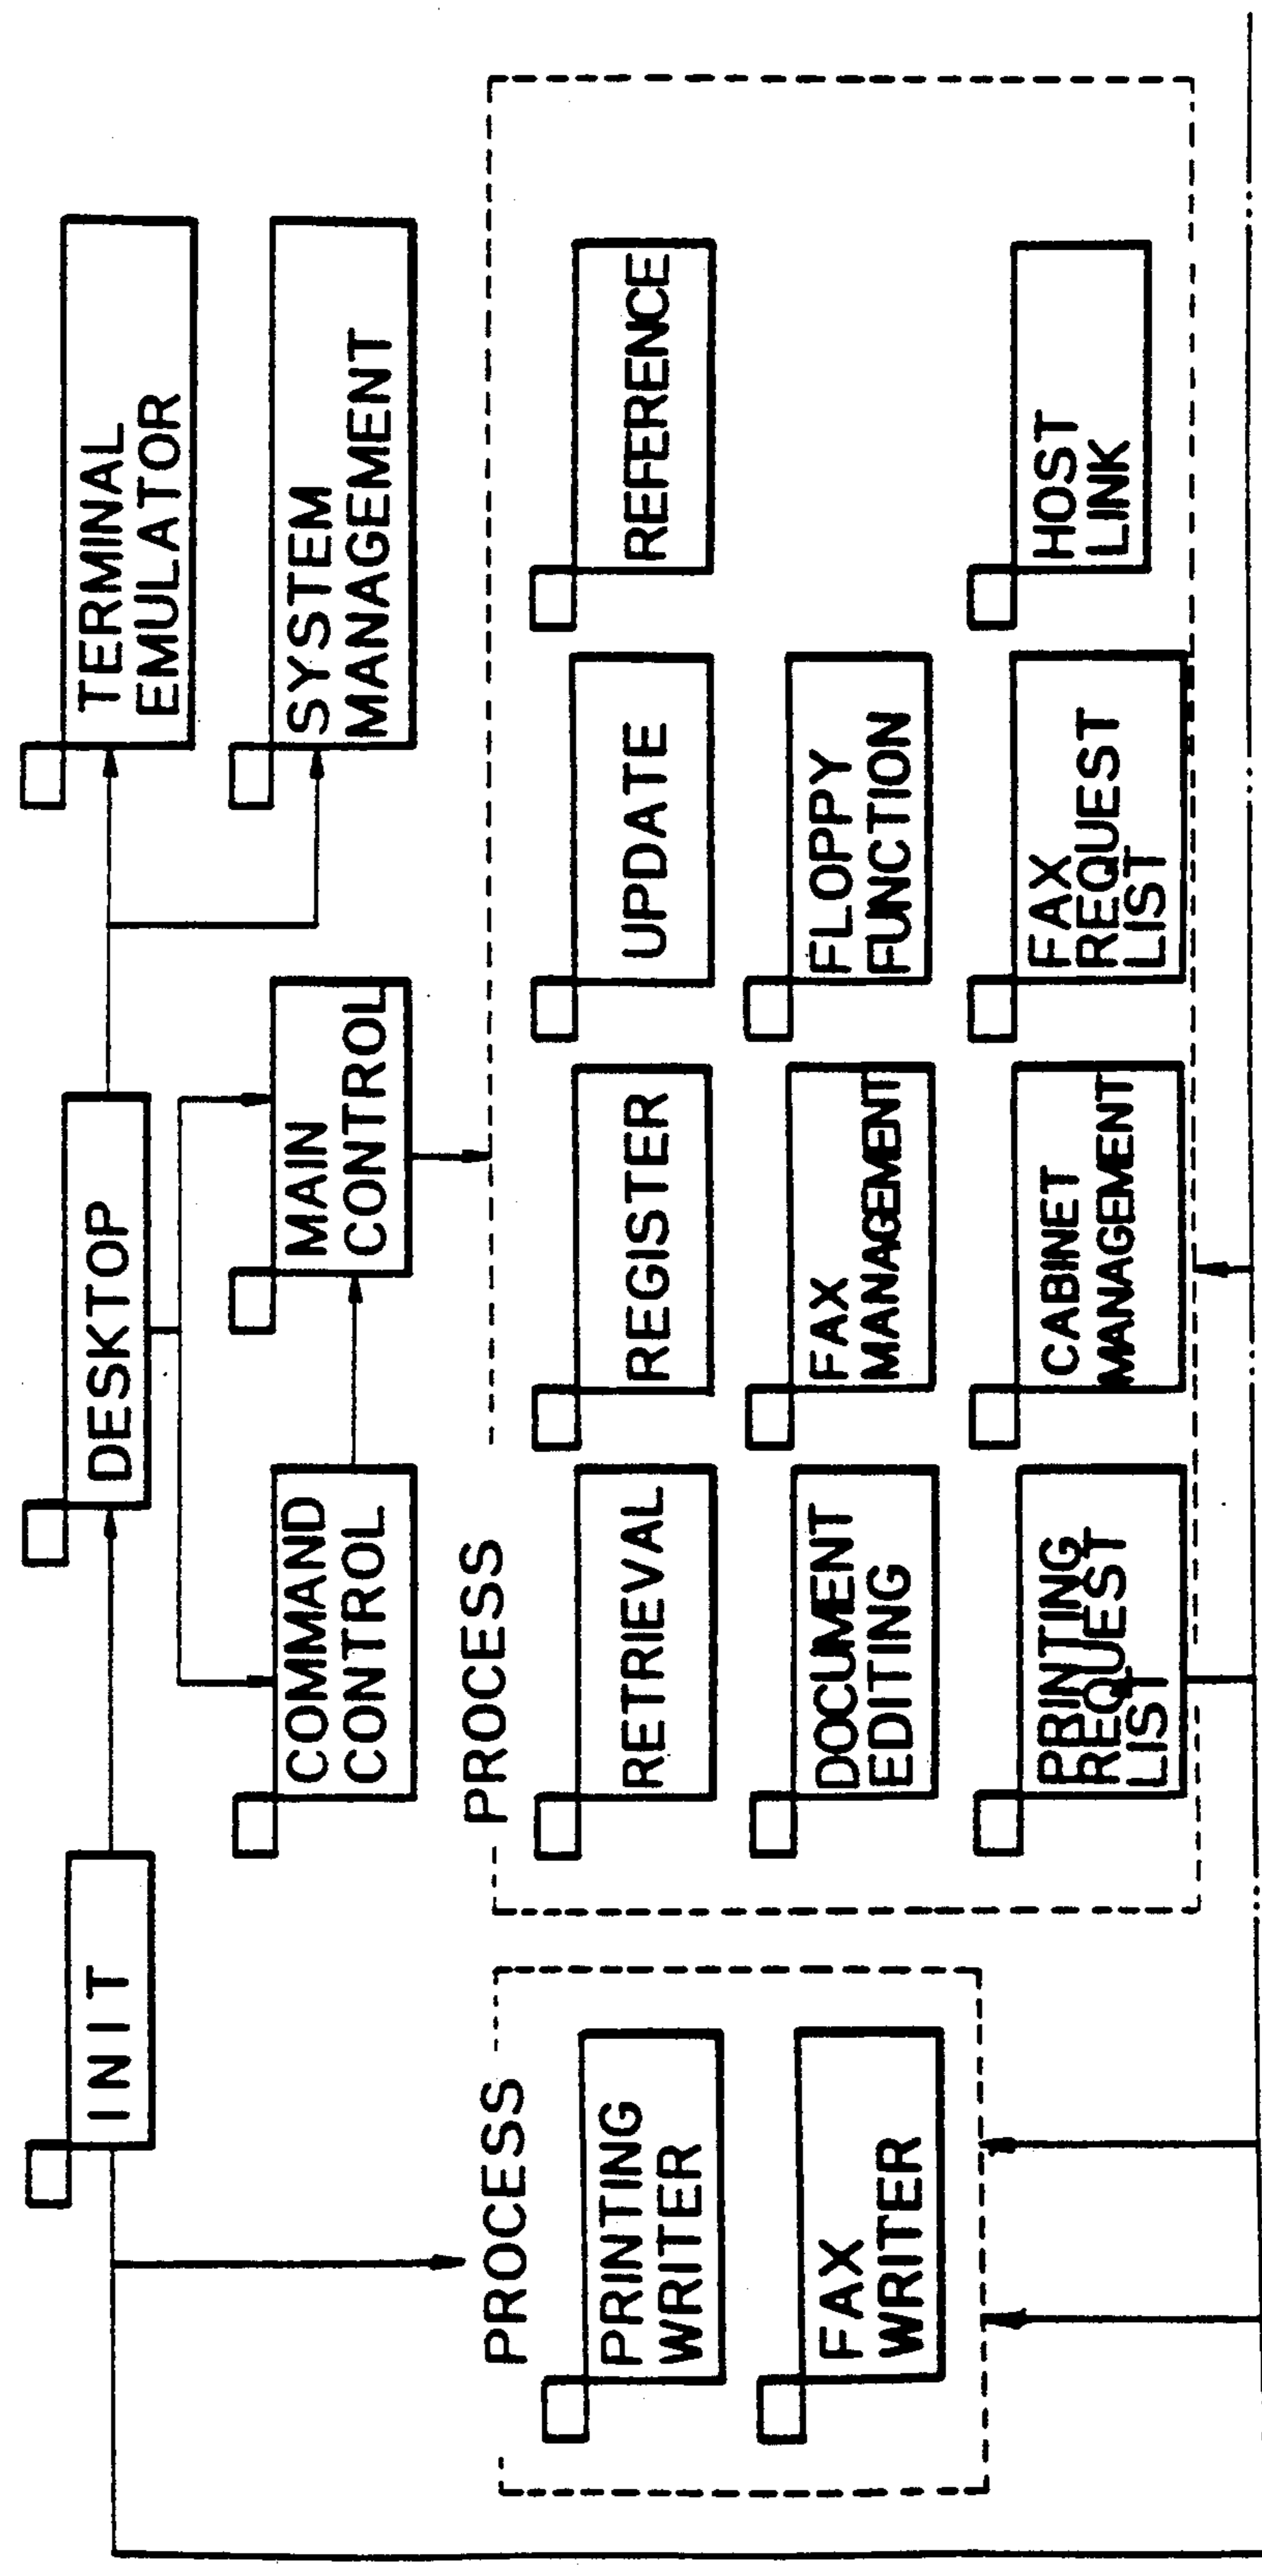 INIT
DESKTOP
TERMINAL
EMULATOR
COMMAND
CONTROL
MAIN
CONTROL
SYSTEM
MANAGEMENT
PROCESS
PRINTING
WRITER
FAX
WRITER
PROCESS
RETRIEVAL
REGISTER
UPDATE
REFERENCE
DOCUMENT
EDITING
FAX
MANAGEMENT
FLOPPY
FUNCTION
PRINTING
REQUEST
LIST
CABINET
MANAGEMENT
FAX
REQUEST
LIST
HOST
LINK